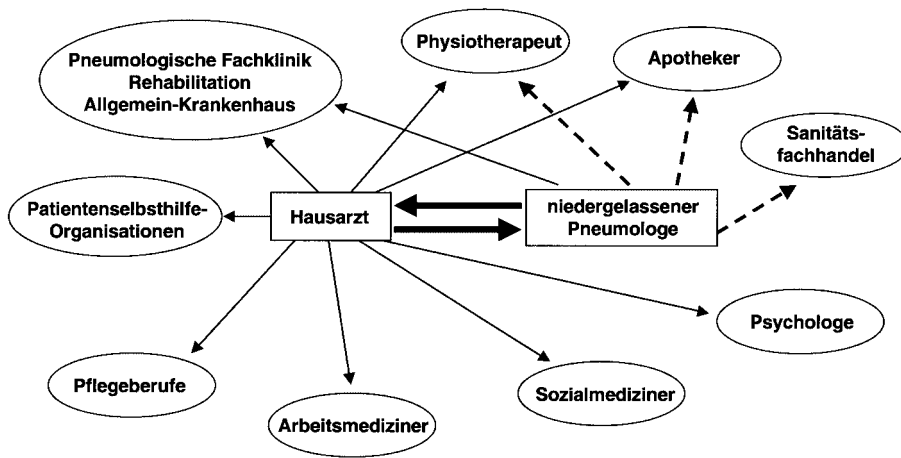 Pneumologische Fachklinik
Rehabilitation
Allgemein-Krankenhaus
Physiotherapeut
Apotheker
Sanitäts-
fachhandel
Patientenselbsthilfe-
Organisationen
Hausarzt
niedergelassener
Pneumologe
Psychologe
Pflegeberufe
Arbeitsmediziner
Sozialmediziner